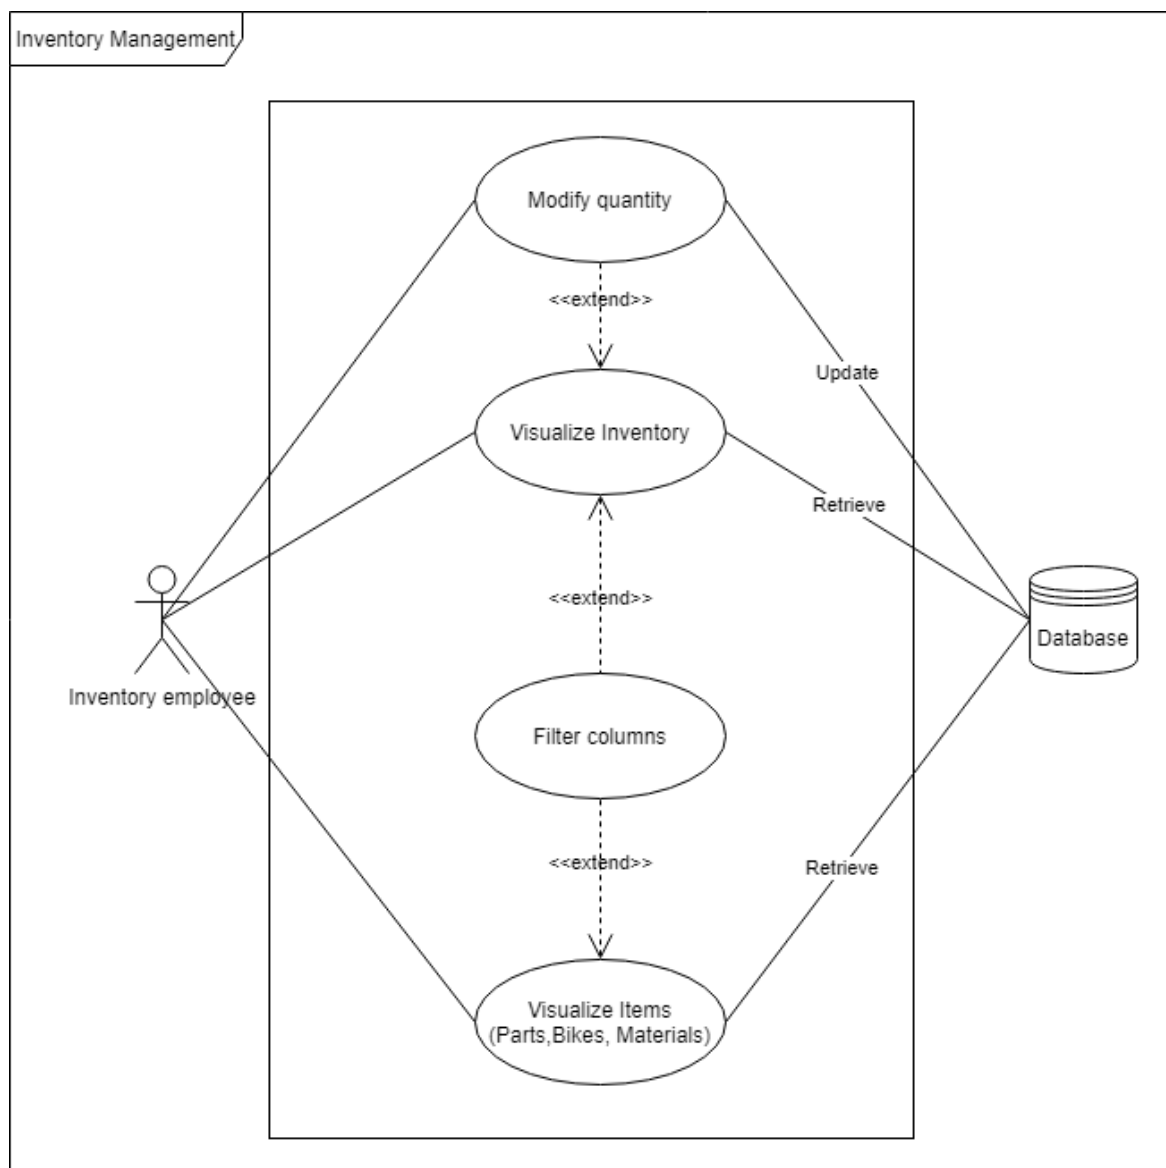 Inventory Management
Modify quantity
<<extend>>
Update
Visualize Inventory
Retrieve
<<extend>>
Database
Inventory employee
Filter columns
<<extend>>
Retrieve
Visualize Items
(Parts,Bikes, Materials)